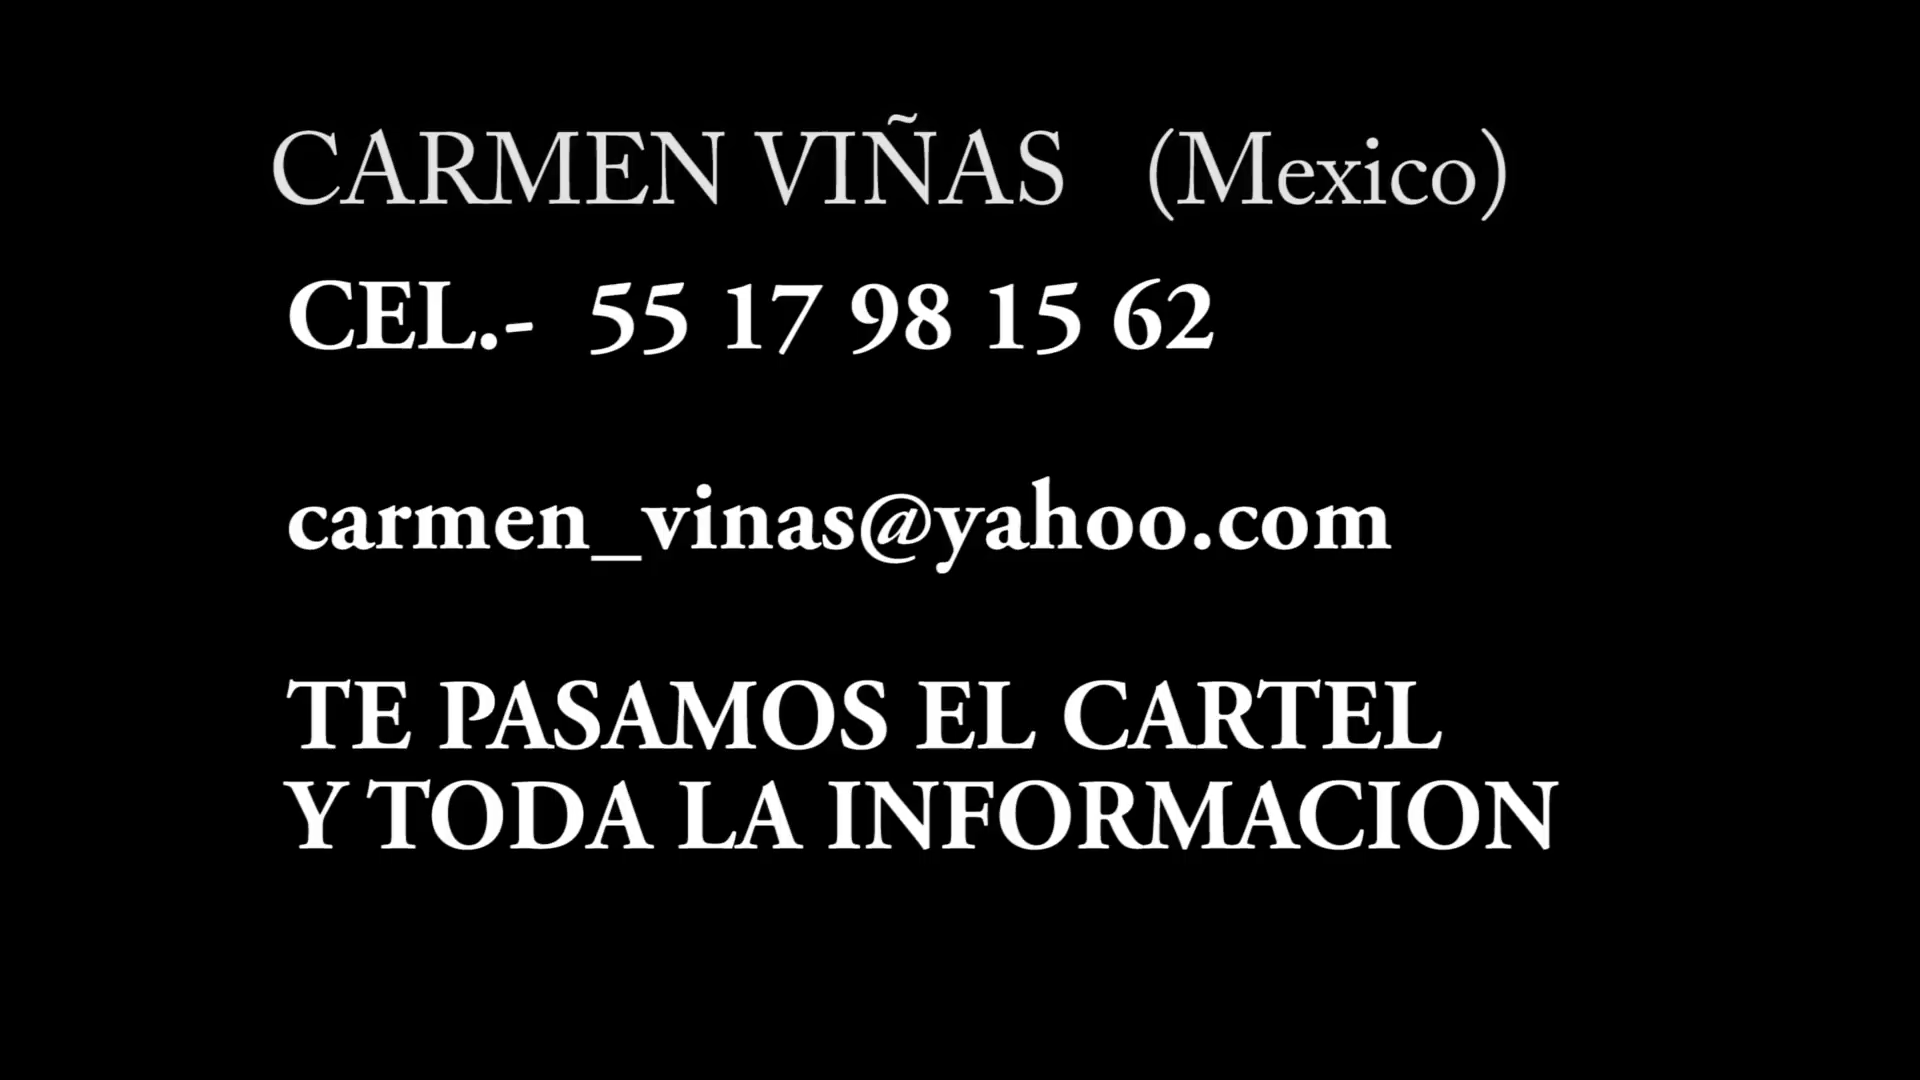 CARMEN VIÑAS (Mexico)
CEL.- 55 17 98 15 62
carmen_vinas@yahoo.com
TE PASAMOS EL CARTEL
Y TODA LA INFORMACION